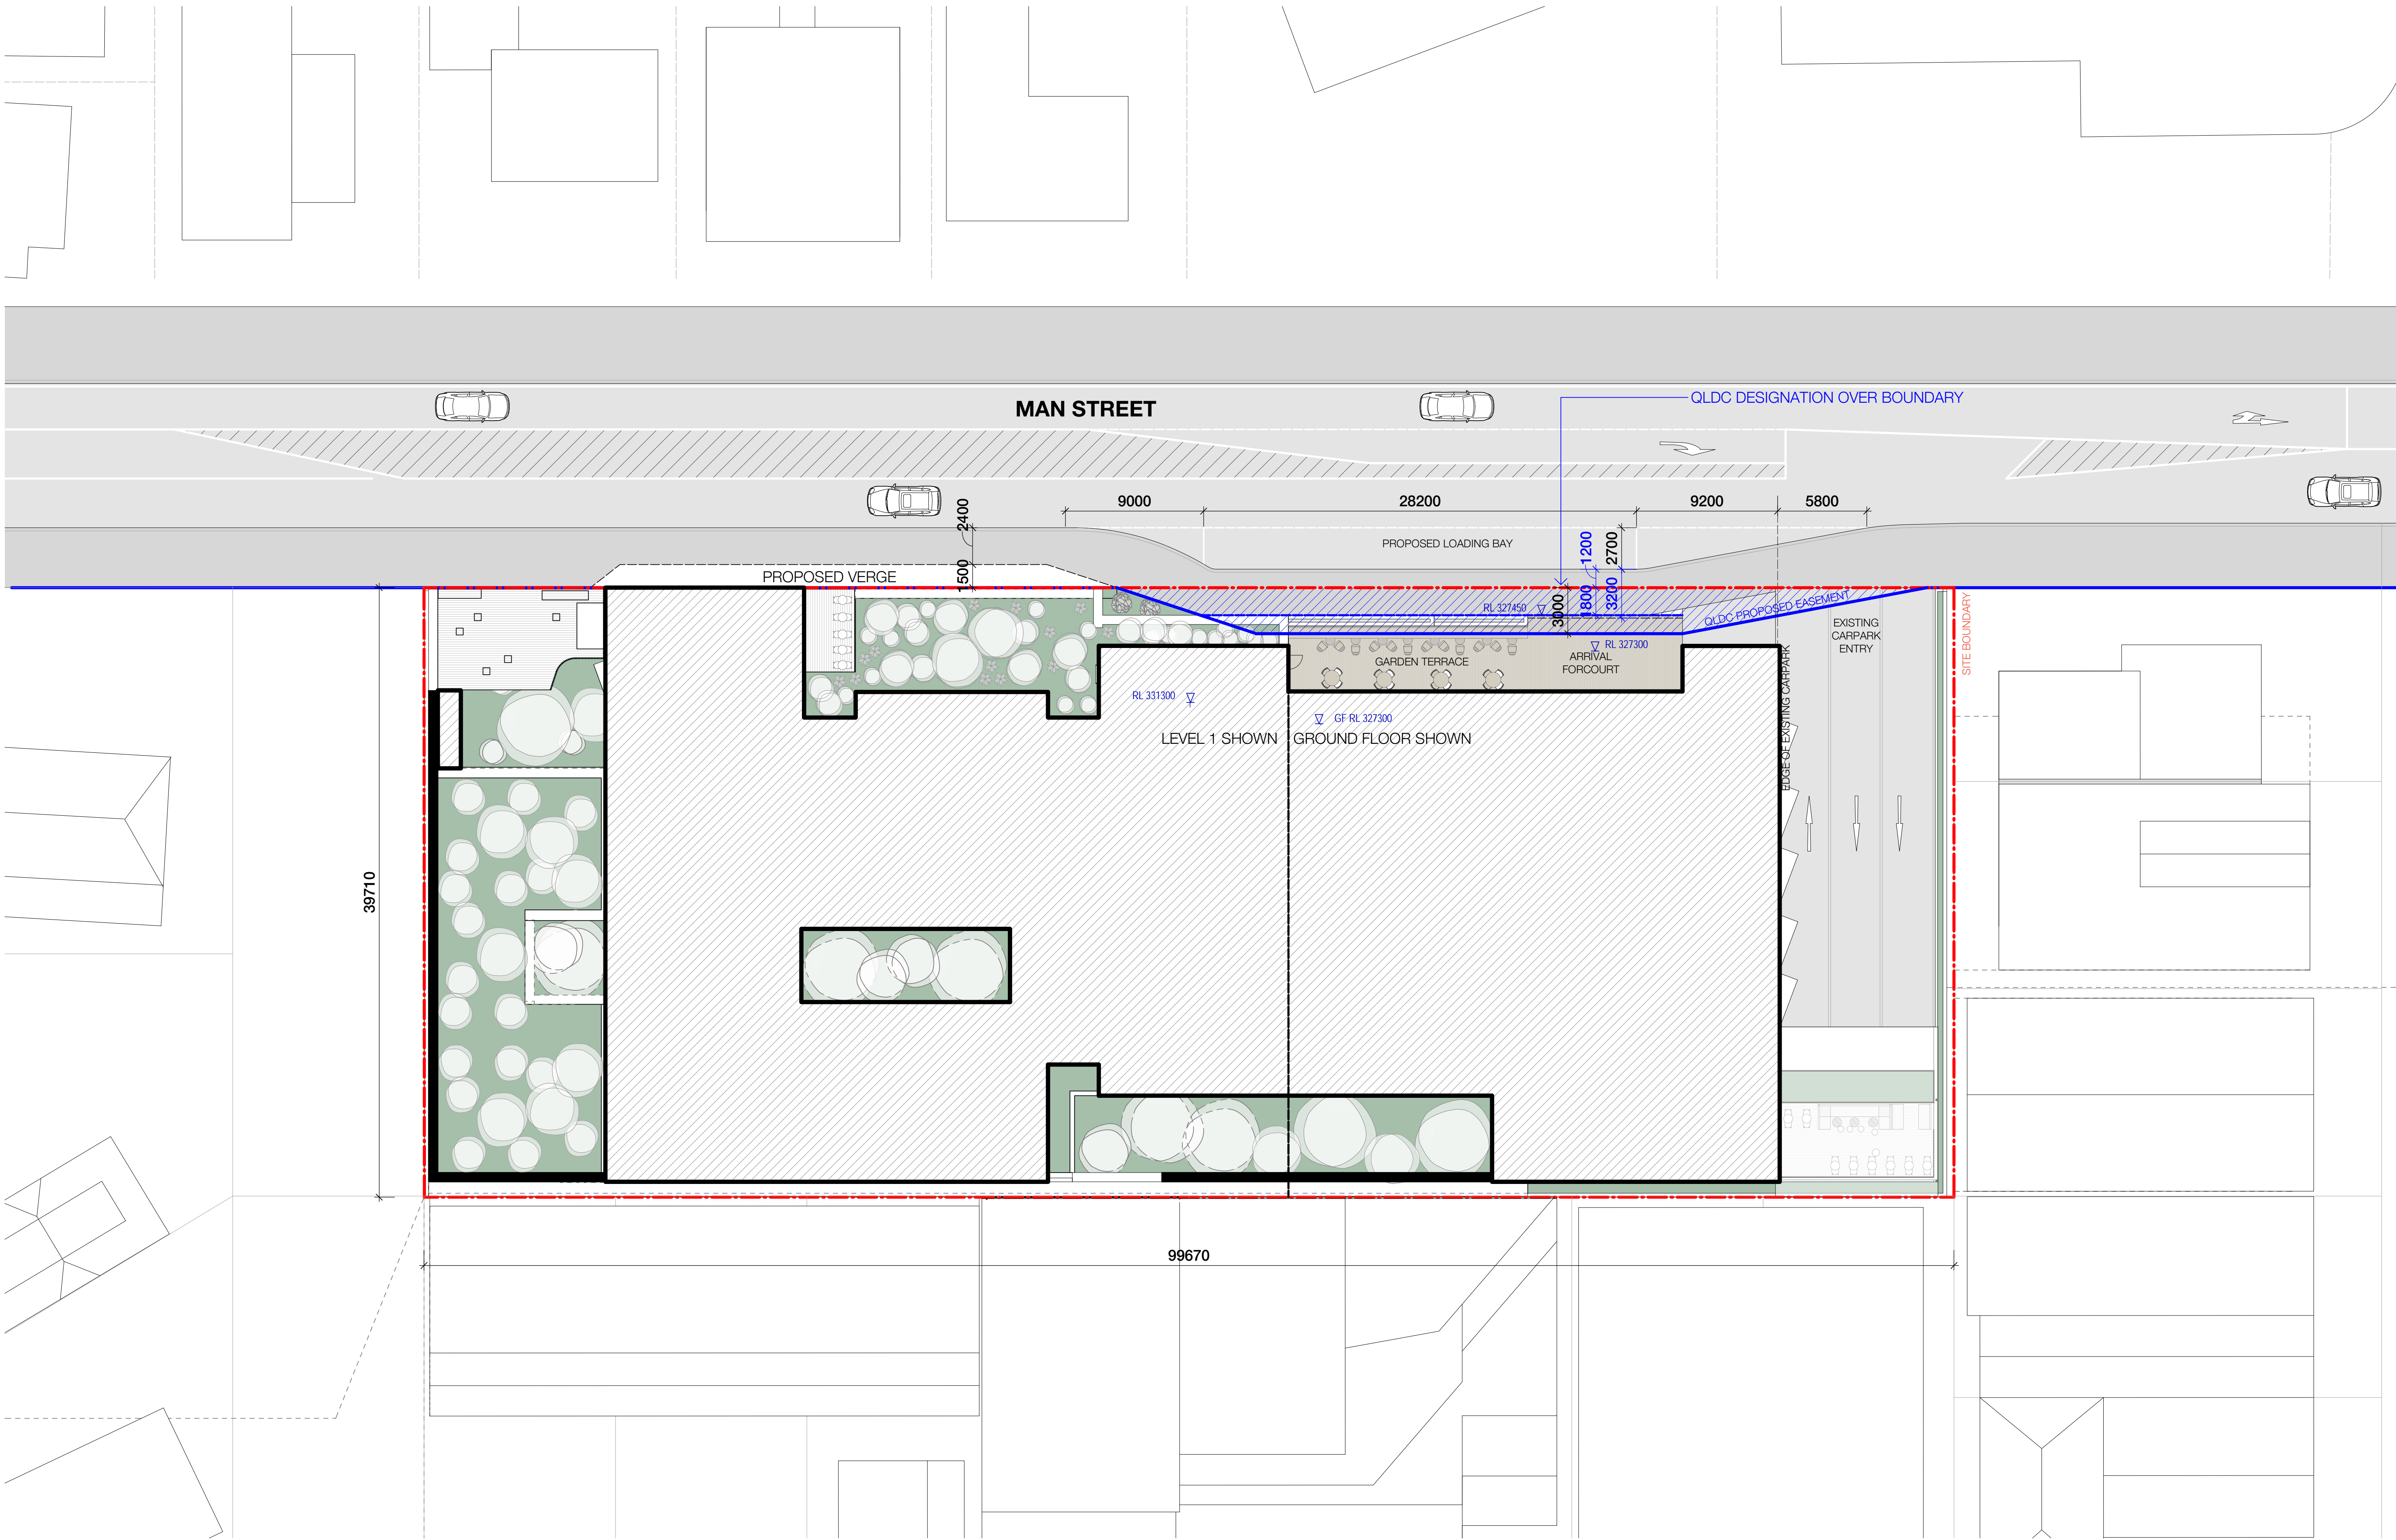 MAN STREET
QLDC DESIGNATION OVER BOUNDARY
9000
28200
9200
5800
2400
1500
PROPOSED LOADING BAY
1200
2700
PROPOSED VERGE
3000
1800
3200
RL 327450
QLDC PROPOSED EASEMENT
SITE BOUNDARY
EXISTING
CARPARK
ENTRY
RL 327300
GARDEN TERRACE
ARRIVAL
FORCOURT
EDGE OF EXISTING CARPARK
RL 331300
GF RL 327300
LEVEL 1 SHOWN
GROUND FLOOR SHOWN
39710
99670